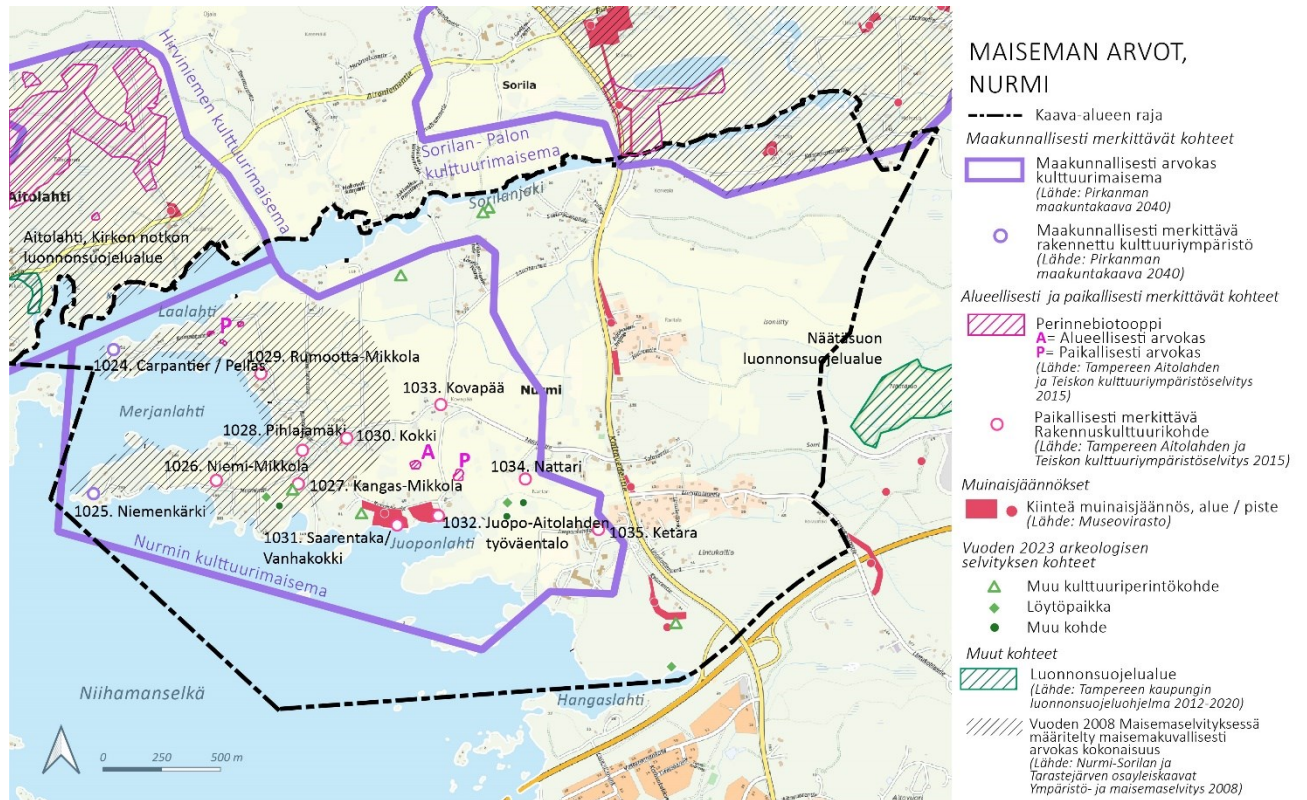 Hirviniemen kulttuurimaisema
Aitolahdentie
Sorila
Sorilan- Palon
kulttuurimaisema
Sorilanjoki
Aitolahti
Aitolahti, Kirkon notkon
luonnonsuojelualue
Laalahti
P
1024. Carpantier / Pellas
1029. Rumootta-Mikkola
1033. Kovapää
Nurmi
Näätäsuon
luonnonsuojelualue
Merjanlahti
1028. Pihlajamäki
1030. Kokki
A
P
1034. Nattari
1026. Niemi-Mikkola
1027. Kangas-Mikkola
1025. Niemenkärki
1032. Juopo-Aitolahden
työväentalo
1031. Saarentaka/
Vanhakokki
Juoponlahti
1035. Ketara
Lintukallio
Nurmin kulttuurimaisema
Niihamanselkä
Hangaslahti
0 250 500 m
MAISEMAN ARVOT,
NURMI
Kaava-alueen raja
Maakunnallisesti merkittävät kohteet
Maakunnallisesti arvokas
kulttuurimaisema
(Lähde: Pirkanman
maakuntakaava 2040)
Maakunnallisesti merkittävä
rakennettu kulttuuriympäristö
(Lähde: Pirkanman
maakuntakaava 2040)
Alueellisesti ja paikallisesti merkittävät kohteet
Perinnebiotooppi
A= Alueellisesti arvokas
P= Paikallisesti arvokas
(Lähde: Tampereen Aitolahden
ja Teiskon kulttuuriympäristöselvitys
2015)
Paikallisesti merkittävä
Rakennuskulttuurikohde
(Lähde: Tampereen Aitolahden ja
Teiskon kulttuuriympäristöselvitys 2015)
Muinaisjäännökset
Kiinteä muinaisjäännös, alue / piste
(Lähde: Museovirasto)
Vuoden 2023 arkeologisen
selvityksen kohteet
Muu kulttuuriperintökohde
Löytöpaikka
Muu kohde
Muut kohteet
Luonnonsuojelualue
(Lähde: Tampereen kaupungin
luonnonsuojeluohjelma 2012-2020)
Vuoden 2008 Maisemaselvityksessä
määritelty maisemakuvallisesti
arvokas kokonaisuus
(Lähde: Nurmi-Sorilan ja
Tarastejärven osayleiskaavat
Ympäristö- ja maisemaselvitys 2008)